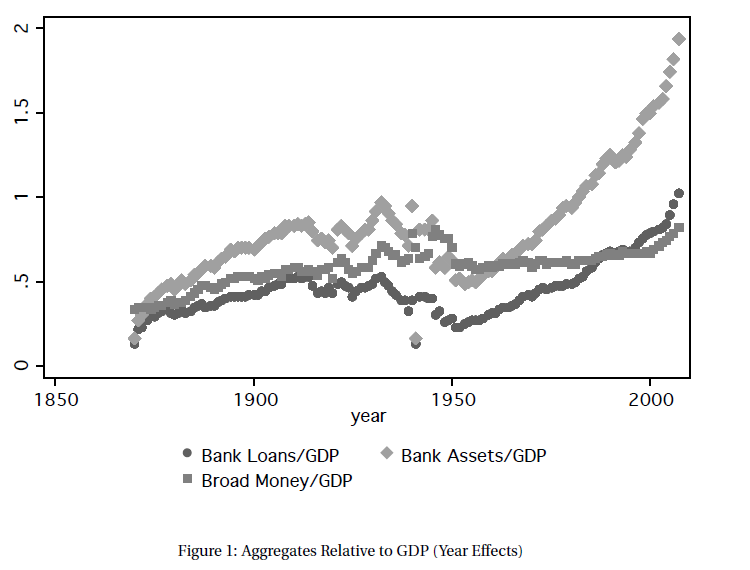 2
1.5
1
.5
0
1850
1900
1950
2000
year
Bank Loans/GDP
Bank Assets/GDP
Broad Money/GDP
Figure 1: Aggregates Relative to GDP (Year Effects)